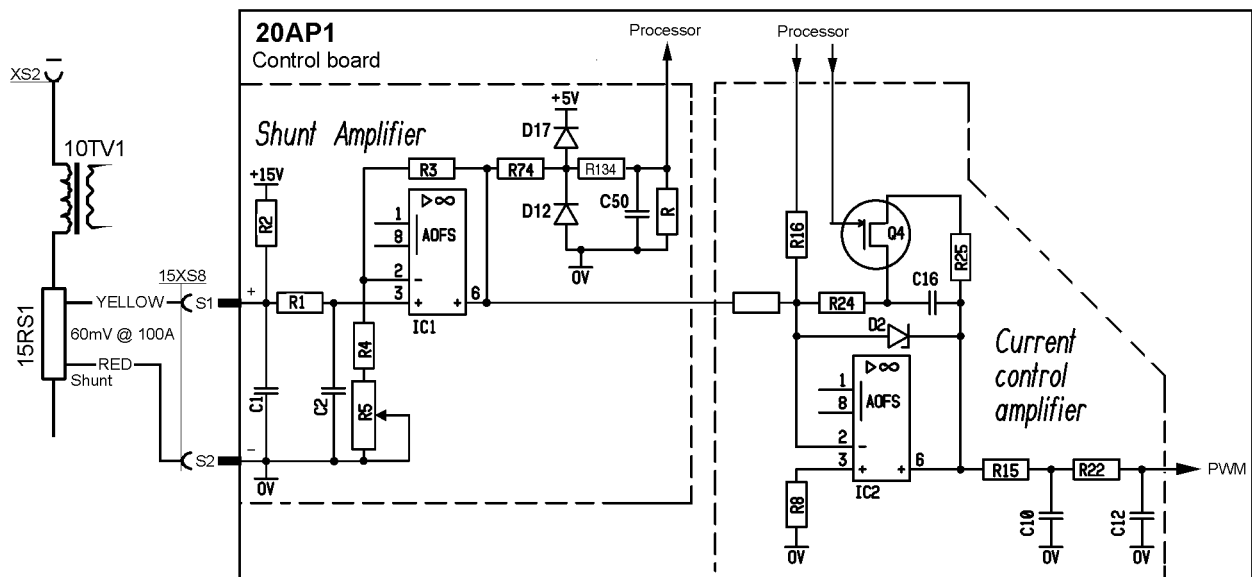 20AP1
Control board
Processor
Processor
XS2
10TV1
Shunt Amplifier
+5V
D17
+15V
R2
R3
R74
R134
C50
R
D12
▷∞
1
8
AOFS
2 -
3 +
+ 6
IC1
0V
R16
Q4
R25
15XS8
15RS1
YELLOW
S1
+
R1
60mV @ 100A
RED
Shunt
R4
C1
C2
R5
S2
-
0V
R24
C16
D2
▷∞
1
8
AOFS
2 -
3 +
+ 6
IC2
Current
control
amplifier
R8
0V
R15
R22
PWM
C10
C12
0V
0V